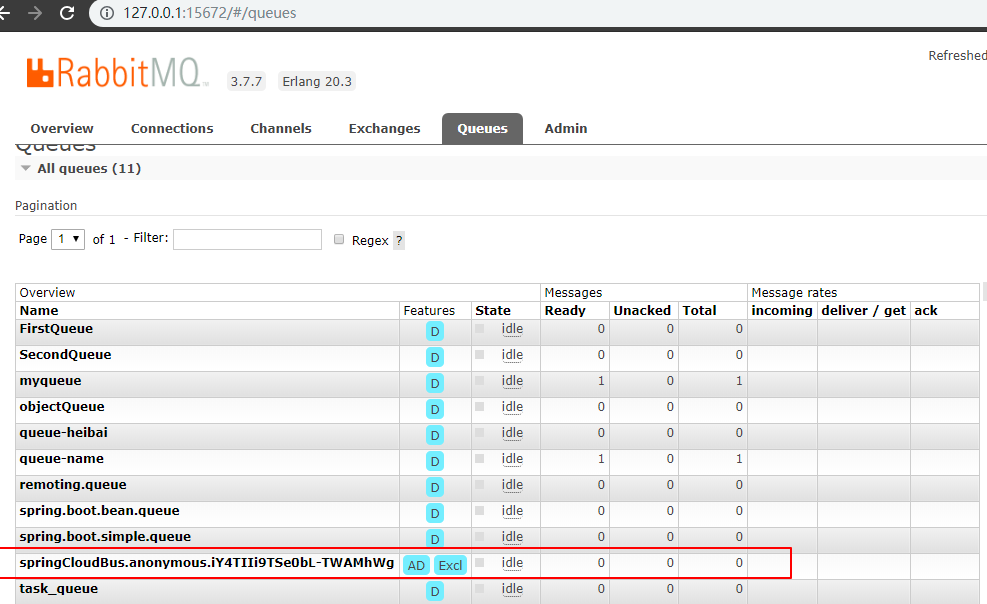 127.0.0.1:15672/#/queues
Refreshed
RabbitMQ 3.7.7 Erlang 20.3
Overview Connections Channels Exchanges Queues Admin
Queues
All queues (11)
Pagination
Page 1 of 1 - Filter: Regex ?
Overview Messages Message rates
Name Features State Ready Unacked Total incoming deliver / get ack
FirstQueue D idle 0 0 0
SecondQueue D idle 0 0 0
myqueue D idle 1 0 1
objectQueue D idle 0 0 0
queue-heibai D idle 0 0 0
queue-name D idle 1 0 1
remoting.queue D idle 0 0 0
spring.boot.bean.queue D idle 0 0 0
spring.boot.simple.queue D idle 0 0 0
springCloudBus.anonymous.iY4TIIi9TSe0bL-TWAMhWg AD Excl idle 0 0 0
task_queue D idle 0 0 0